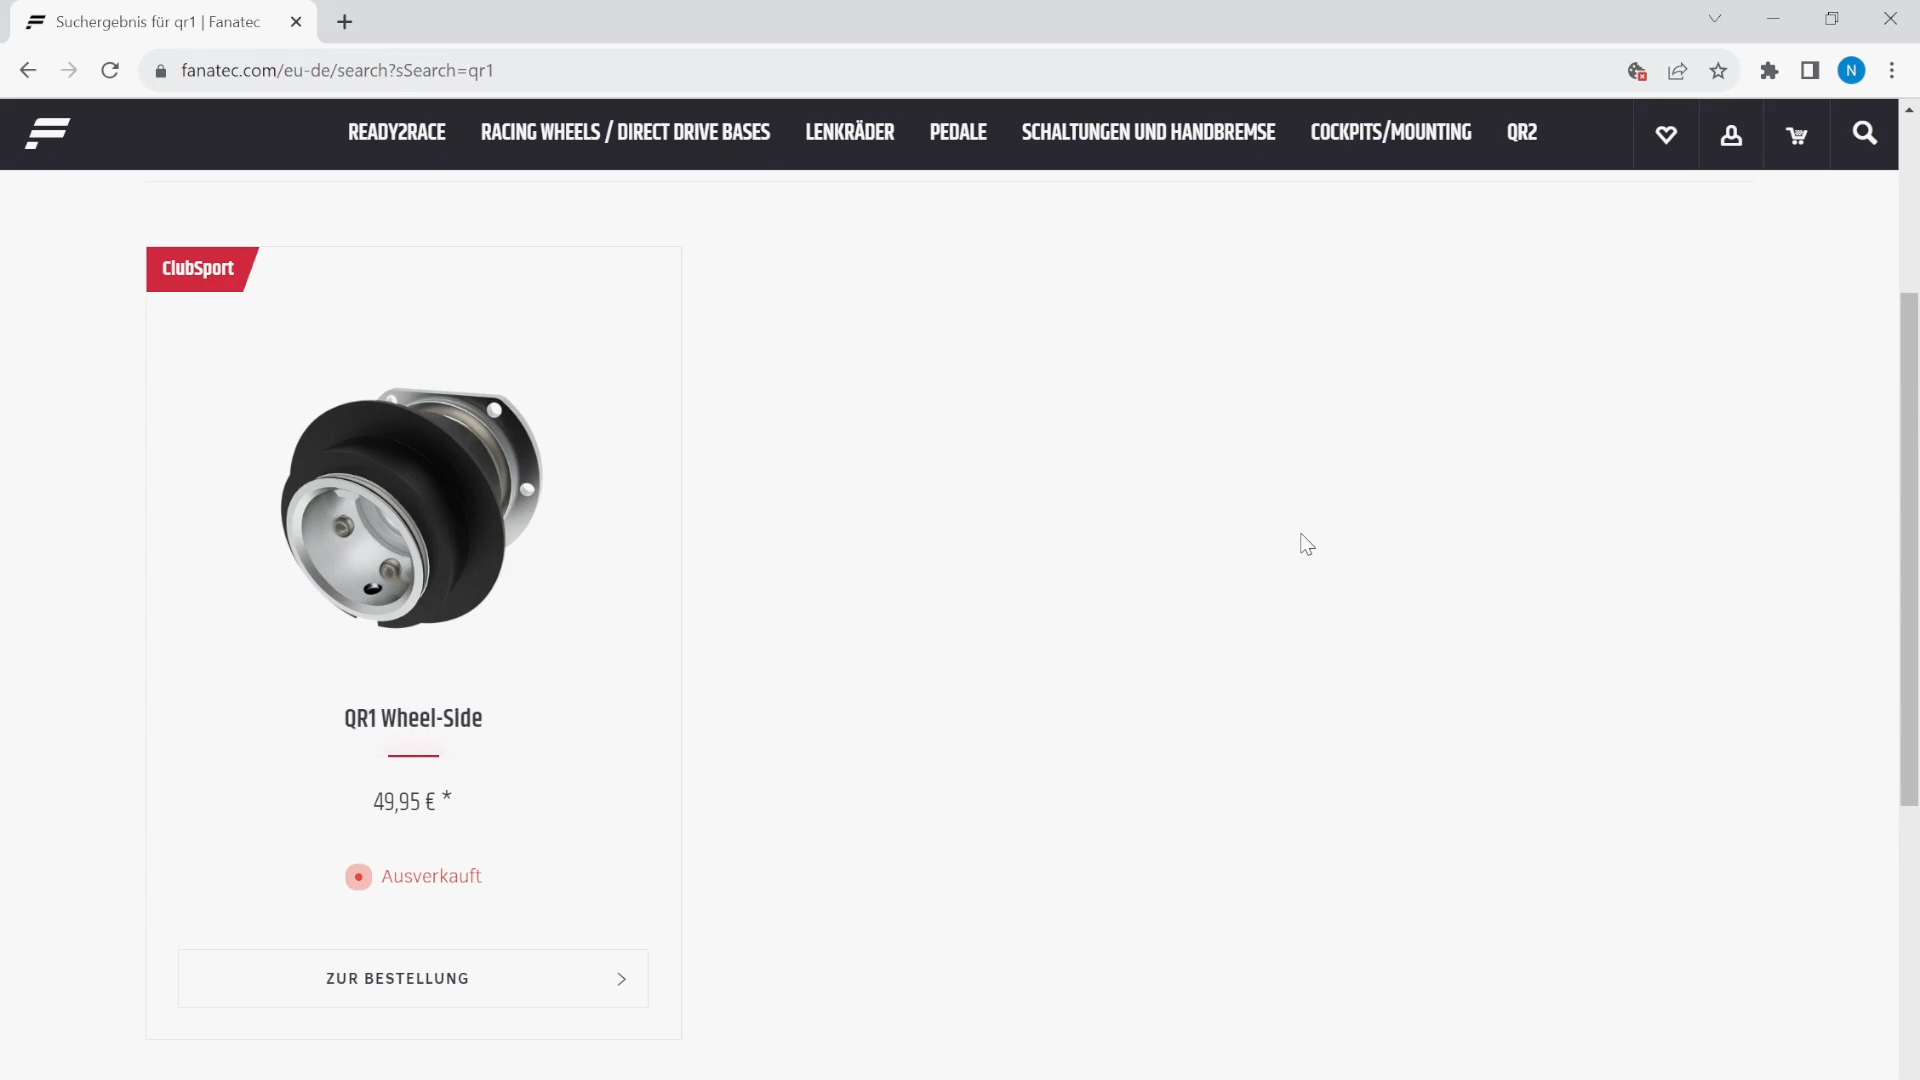 Suchergebnis für qr1 | Fanatec
fanatec.com/eu-de/search?sSearch=qr1
N
READY2RACE RACING WHEELS / DIRECT DRIVE BASES LENKRÄDER PEDALE SCHALTUNGEN UND HANDBREMSE COCKPITS/MOUNTING QR2
ClubSport
QR1 Wheel-Side
49,95 € *
Ausverkauft
ZUR BESTELLUNG